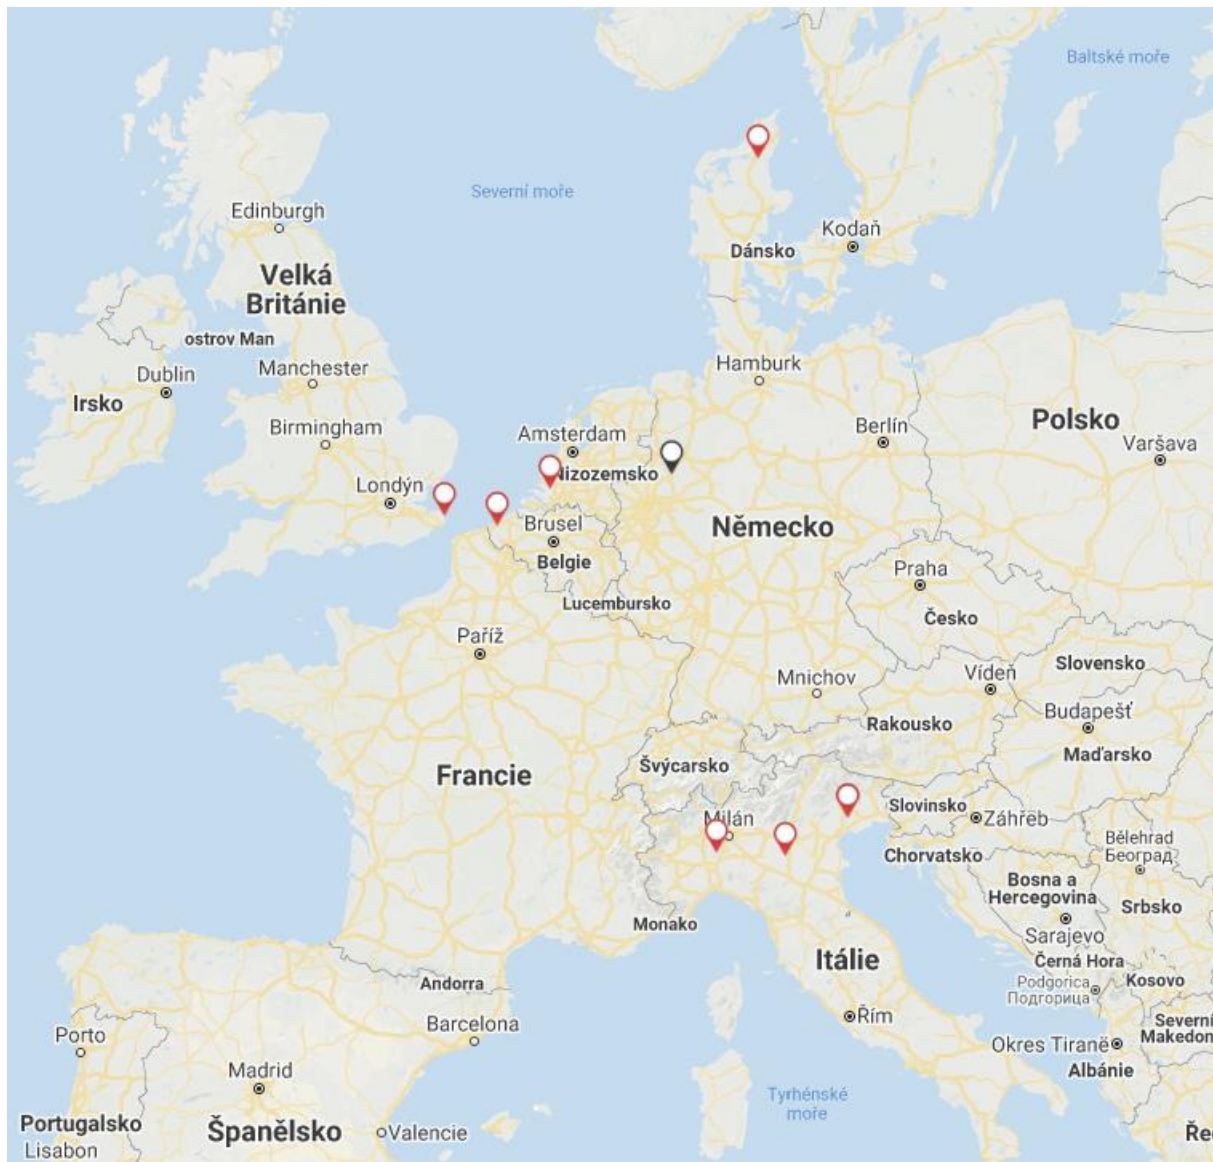 Baltské moře
Severní moře
Edinburgh
Kodaň
Dánsko
Velká
Británie
ostrov Man
Hamburk
Manchester
Dublin
Irsko
Polsko
Birmingham
Amsterdam
Berlín
Varšava
Nizozemsko
Londýn
Brusel
Německo
Belgie
Praha
Lucembursko
Česko
Paříž
Slovensko
Mnichov
Vídeň
Budapešť
Rakousko
Maďarsko
Švýcarsko
Francie
Slovinsko
Milán
Záhřeb
Bělehrad
Београд
Chorvatsko
Bosna a
Hercegovina
Srbsko
Monako
Sarajevo
Itálie
Černá Hora
Andorra
Podgorica
Подгорица
Kosovo
Řím
Barcelona
Severní
Makedon
Porto
Okres Tiranë
Madrid
Albánie
Tyrhénské
moře
Portugalsko
Španělsko
Valencie
Lisabon
Řec